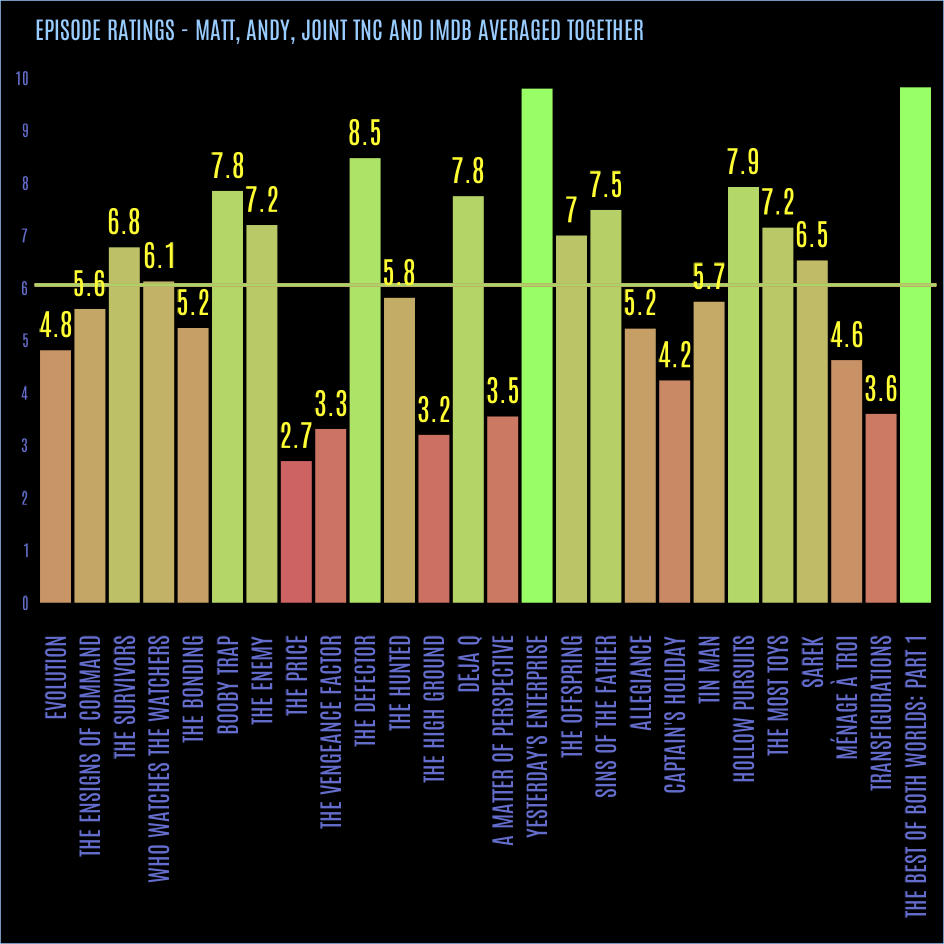 EPISODE RATINGS - MATT, ANDY, JOINT TNC AND IMDB AVERAGED TOGETHER
10
9
8
7
6
5
4
3
2
1
0
4.8
5.6
6.8
6.1
5.2
7.8
7.2
2.7
3.3
8.5
5.8
3.2
7.8
3.5
7
7.5
5.2
4.2
5.7
7.9
7.2
6.5
4.6
3.6
EVOLUTION
THE ENSIGNS OF COMMAND
THE SURVIVORS
WHO WATCHES THE WATCHERS
THE BONDING
BOOBY TRAP
THE ENEMY
THE PRICE
THE VENGEANCE FACTOR
THE DEFECTOR
THE HUNTED
THE HIGH GROUND
DEJA Q
A MATTER OF PERSPECTIVE
YESTERDAY'S ENTERPRISE
THE OFFSPRING
SINS OF THE FATHER
ALLEGIANCE
CAPTAIN'S HOLIDAY
TIN MAN
HOLLOW PURSUITS
THE MOST TOYS
SAREK
MÉNAGE À TROI
TRANSFIGURATIONS
THE BEST OF BOTH WORLDS: PART 1